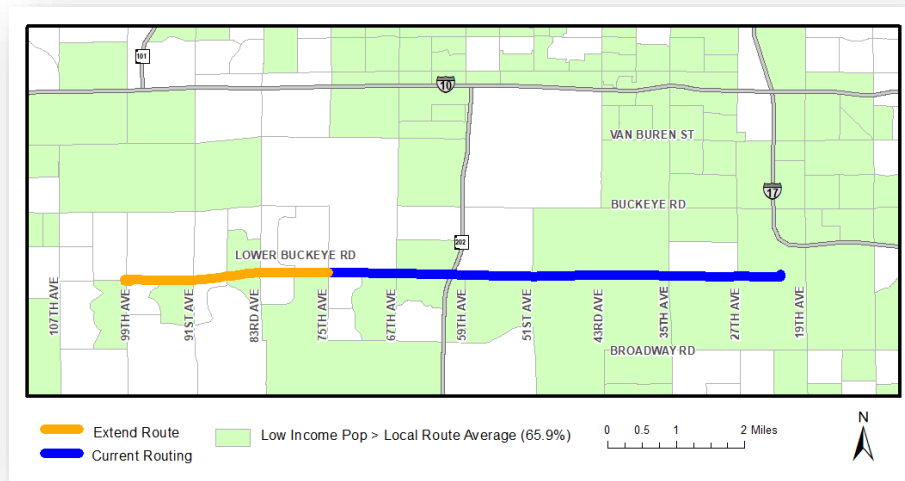 101
10
VAN BUREN ST
17
BUCKEYE RD
202
LOWER BUCKEYE RD
107TH AVE
99TH AVE
91ST AVE
83RD AVE
75TH AVE
67TH AVE
59TH AVE
51ST AVE
43RD AVE
35TH AVE
27TH AVE
19TH AVE
BROADWAY RD
Extend Route
Current Routing
Low Income Pop > Local Route Average (65.9%)
0 0.5 1 2 Miles
N